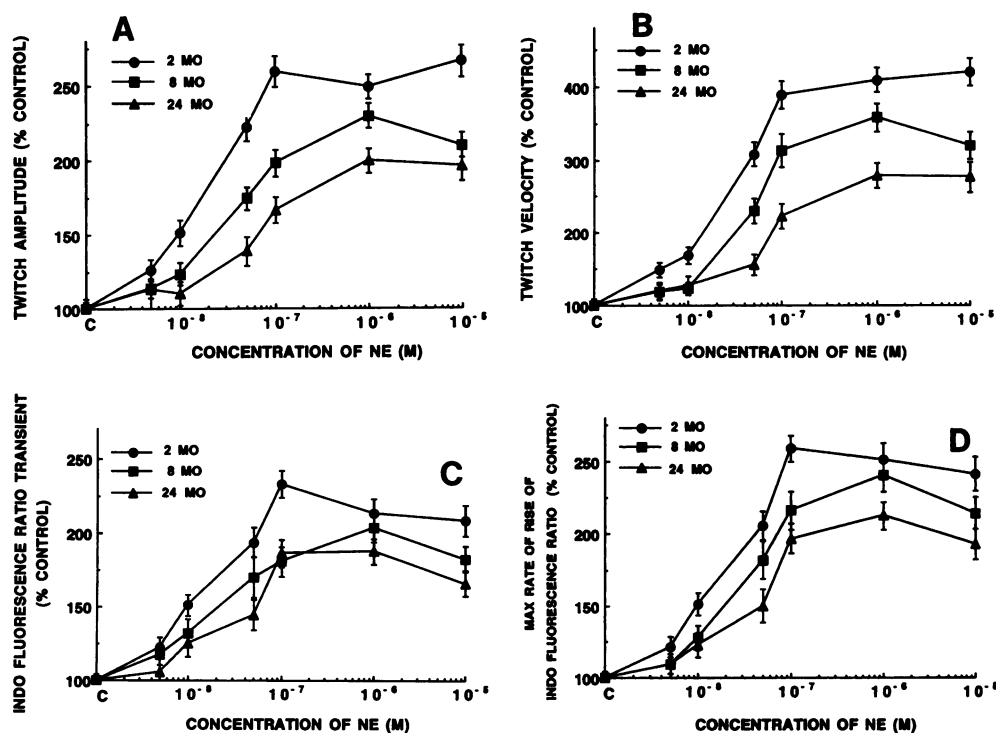 A
2 MO
8 MO
24 MO
TWITCH AMPLITUDE (% CONTROL)
250
200
150
100
C
10⁻⁸
10⁻⁷
10⁻⁶
10⁻⁵
CONCENTRATION OF NE (M)
B
2 MO
8 MO
24 MO
TWITCH VELOCITY (% CONTROL)
400
300
200
100
C
10⁻⁸
10⁻⁷
10⁻⁶
10⁻⁵
CONCENTRATION OF NE (M)
C
2 MO
8 MO
24 MO
INDO FLUORESCENCE RATIO TRANSIENT
(% CONTROL)
250
200
150
100
C
10⁻⁸
10⁻⁷
10⁻⁶
10⁻⁵
CONCENTRATION OF NE (M)
D
2 MO
8 MO
24 MO
MAX RATE OF RISE OF
INDO FLUORESCENCE RATIO (% CONTROL)
250
200
150
100
C
10⁻⁸
10⁻⁷
10⁻⁶
10⁻⁵
CONCENTRATION OF NE (M)